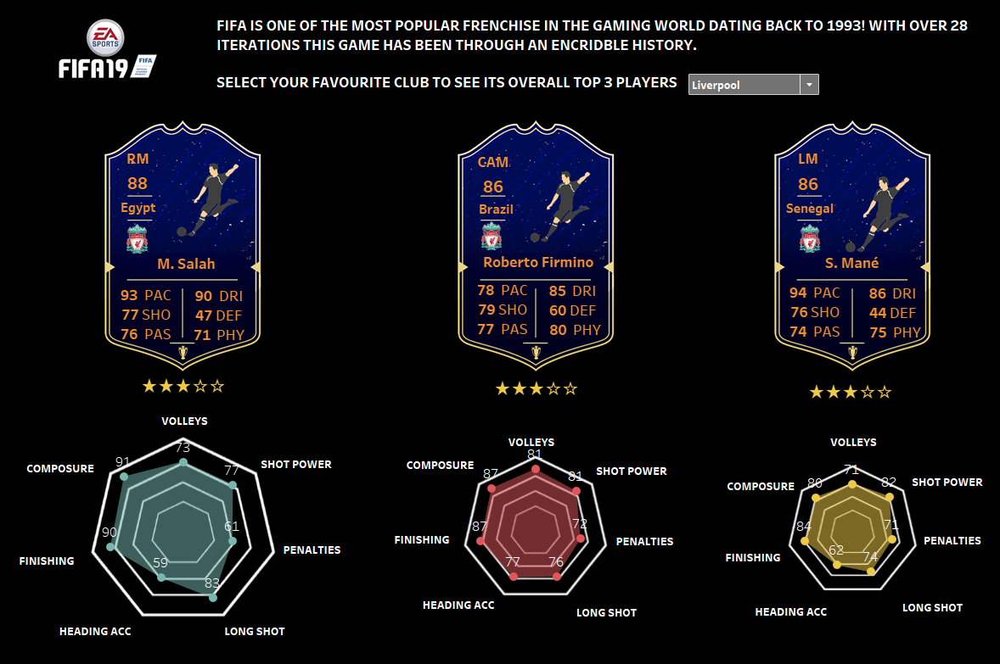 FIFA IS ONE OF THE MOST POPULAR FRENCHISE IN THE GAMING WORLD DATING BACK TO 1993! WITH OVER 28
ITERATIONS THIS GAME HAS BEEN THROUGH AN ENCRIDBLE HISTORY.
EA
SPORTS
FIFA19
FIFA
SELECT YOUR FAVOURITE CLUB TO SEE ITS OVERALL TOP 3 PLAYERS Liverpool
RM
88
Egypt
M. Salah
93 PAC 90 DRI
77 SHO 47 DEF
76 PAS 71 PHY
CAM
86
Brazil
Roberto Firmino
78 PAC 85 DRI
79 SHO 60 DEF
77 PAS 80 PHY
LM
86
Senegal
S. Mané
94 PAC 86 DRI
76 SHO 44 DEF
74 PAS 75 PHY
VOLLEYS
73
COMPOSURE 91 77 SHOT POWER
90 61
FINISHING PENALTIES
59 83
HEADING ACC LONG SHOT
VOLLEYS
81
COMPOSURE 87 81 SHOT POWER
FINISHING 87 72 PENALTIES
77 76
HEADING ACC LONG SHOT
VOLLEYS
71
COMPOSURE 80 82 SHOT POWER
84 71 PENALTIES
FINISHING 62 74
HEADING ACC LONG SHOT